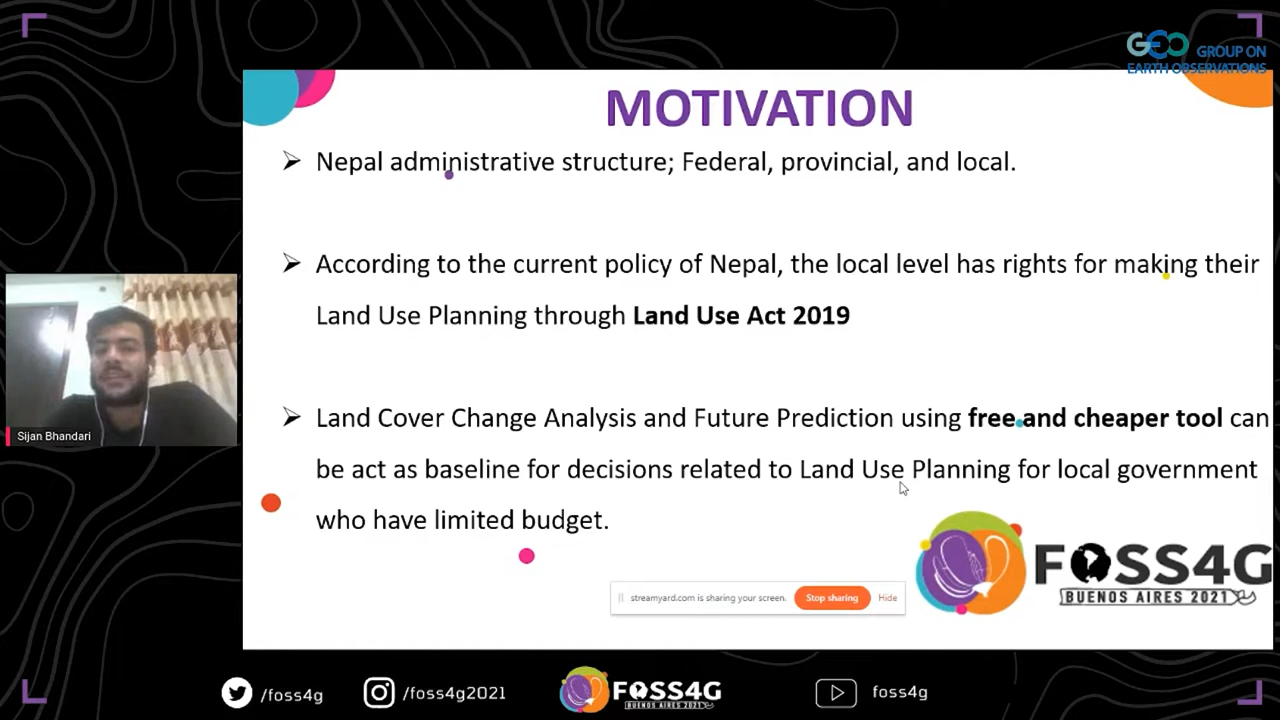 GEO GROUP ON
EARTH OBSERVATIONS
MOTIVATION
➢ Nepal administrative structure; Federal, provincial, and local.
➢ According to the current policy of Nepal, the local level has rights for making their
Land Use Planning through Land Use Act 2019
➢ Land Cover Change Analysis and Future Prediction using free and cheaper tool can
be act as baseline for decisions related to Land Use Planning for local government
who have limited budget.
Sijan Bhandari
FOSS4G
BUENOS AIRES 2021
streamyard.com is sharing your screen. Stop sharing Hide
/foss4g /foss4g2021 FOSS4G foss4g
BUENOS AIRES 2021